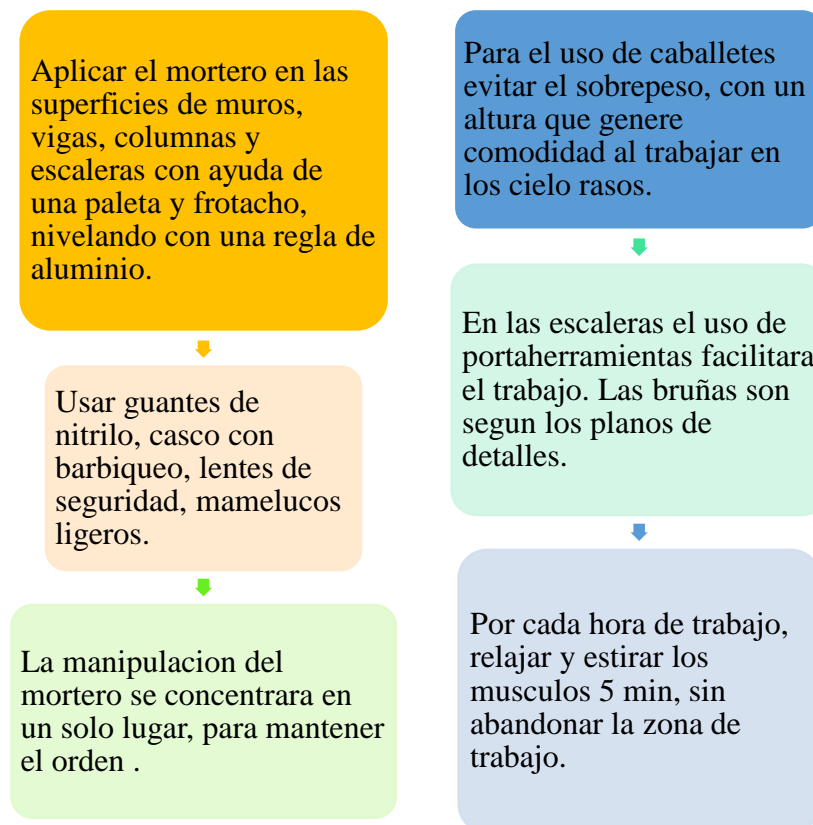 Aplicar el mortero en las
superficies de muros,
vigas, columnas y
escaleras con ayuda de
una paleta y frotacho,
nivelando con una regla de
aluminio.
Usar guantes de
nitrilo, casco con
barbiqueo, lentes de
seguridad, mamelucos
ligeros.
La manipulacion del
mortero se concentrara en
un solo lugar, para mantener
el orden .
Para el uso de caballetes
evitar el sobrepeso, con un
altura que genere
comodidad al trabajar en
los cielo rasos.
En las escaleras el uso de
portaherramientas facilitara
el trabajo. Las bruñas son
segun los planos de
detalles.
Por cada hora de trabajo,
relajar y estirar los
musculos 5 min, sin
abandonar la zona de
trabajo.